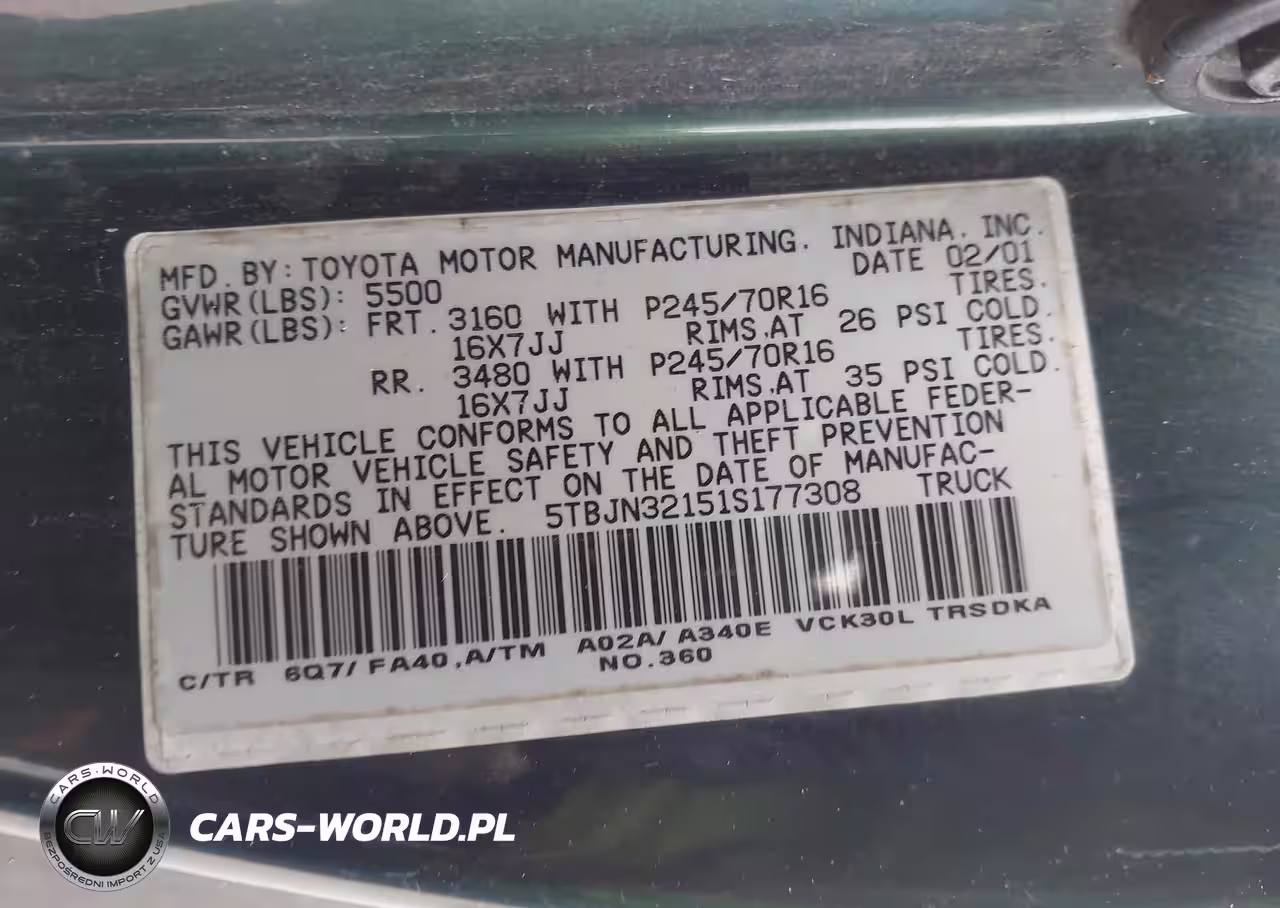 MFD. BY: TOYOTA MOTOR MANUFACTURING. INDIANA. INC.
GVWR(LBS): 5500 DATE 02/01
GAWR(LBS): FRT. 3160 WITH P245/70R16 TIRES.
16X7JJ RIMS.AT 26 PSI COLD.
RR. 3480 WITH P245/70R16 TIRES.
16X7JJ RIMS.AT 35 PSI COLD.
THIS VEHICLE CONFORMS TO ALL APPLICABLE FEDER-
AL MOTOR VEHICLE SAFETY AND THEFT PREVENTION
STANDARDS IN EFFECT ON THE DATE OF MANUFAC-
TURE SHOWN ABOVE. 5TBJN32151S177308 TRUCK
C/TR 6Q7/ FA40,A/TM A02A/ A340E VCK30L TRSDKA
NO.360
CARS-WORLD
CW
BEZPOŚREDNI IMPORT Z USA
CARS-WORLD.PL